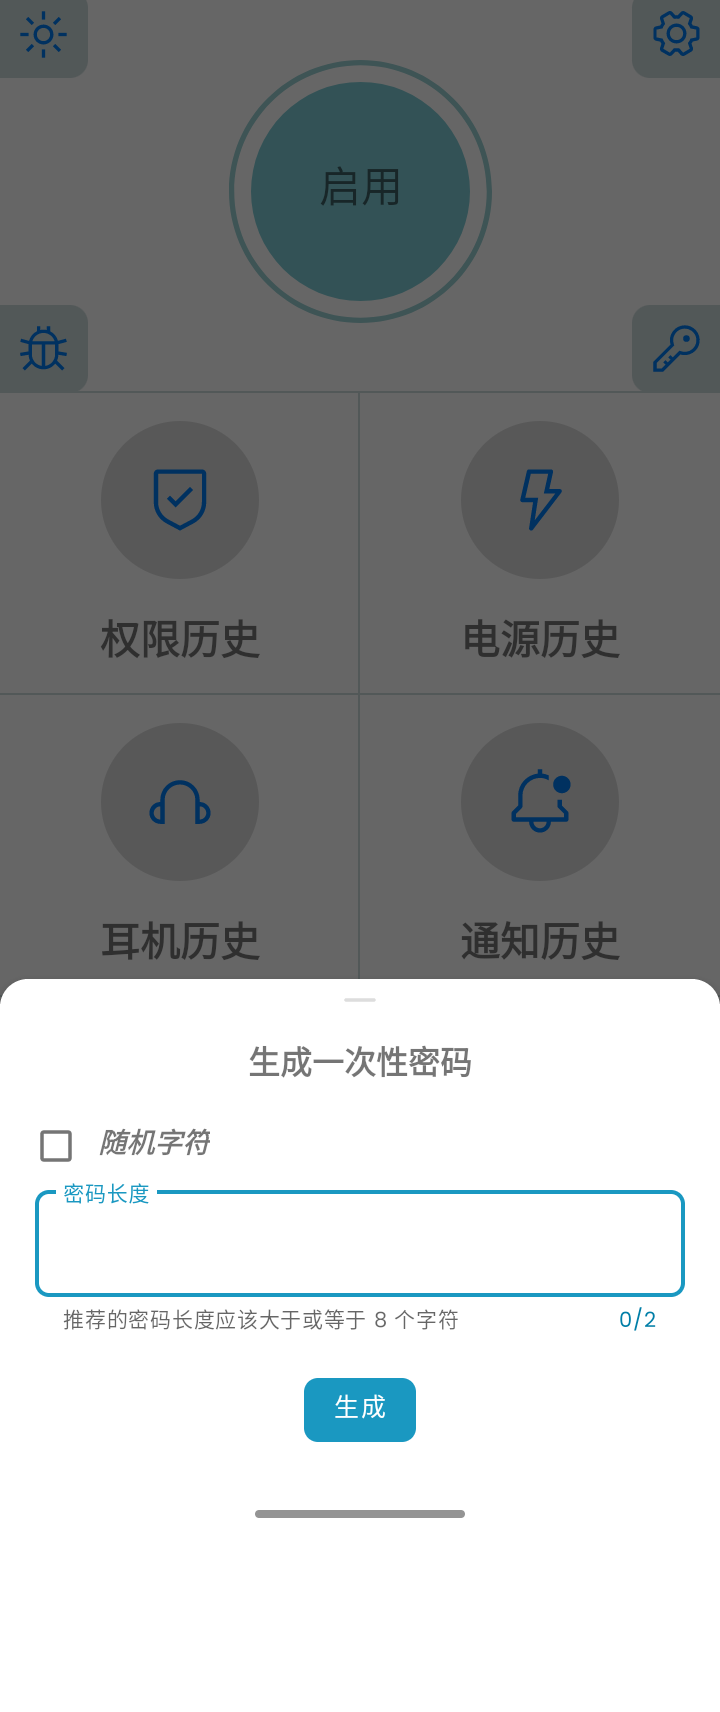 启用
权限历史
电源历史
耳机历史
通知历史
生成一次性密码
随机字符
密码长度
推荐的密码长度应该大于或等于 8 个字符
0/2
生成